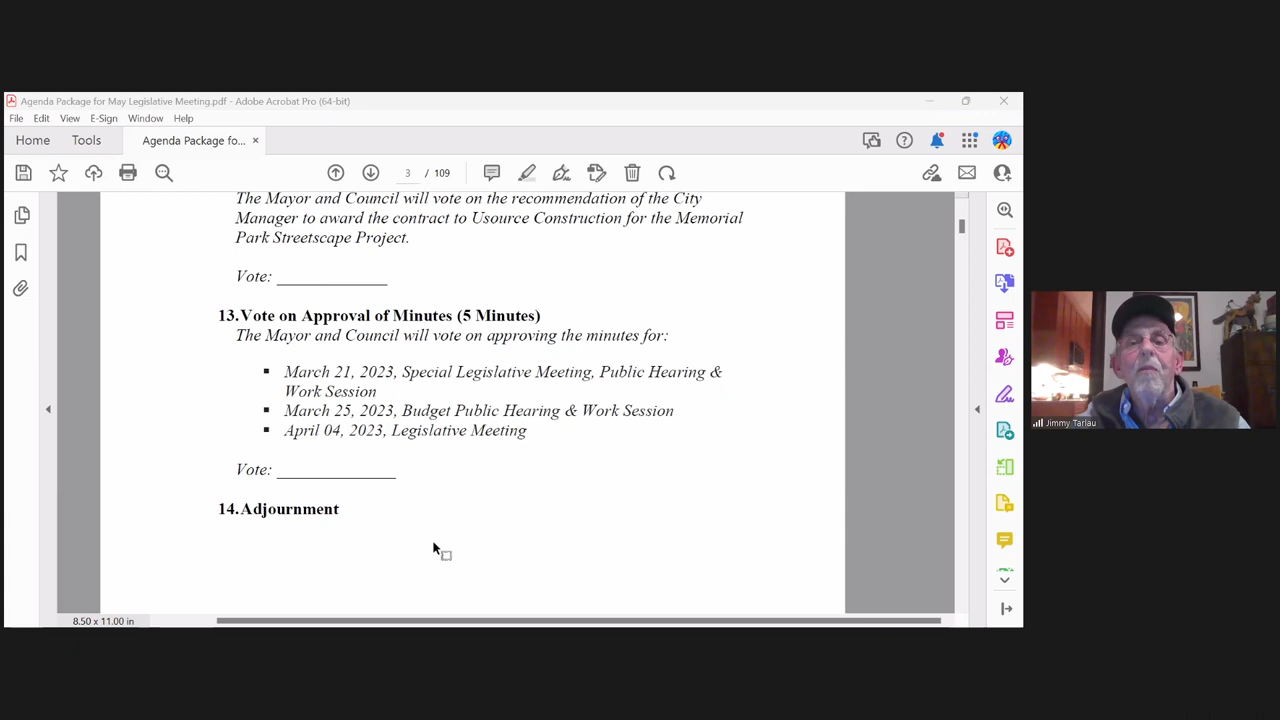 Agenda Package for May Legislative Meeting.pdf - Adobe Acrobat Pro (64-bit)
File Edit View E-Sign Window Help
Home Tools Agenda Package fo... ×
3 / 109
The Mayor and Council will vote on the recommendation of the City
Manager to award the contract to Usource Construction for the Memorial
Park Streetscape Project.
Vote: _____________
13.Vote on Approval of Minutes (5 Minutes)
The Mayor and Council will vote on approving the minutes for:
▪ March 21, 2023, Special Legislative Meeting, Public Hearing &
Work Session
▪ March 25, 2023, Budget Public Hearing & Work Session
▪ April 04, 2023, Legislative Meeting
Vote: ______________
14.Adjournment
8.50 x 11.00 in
Jimmy Tarlau